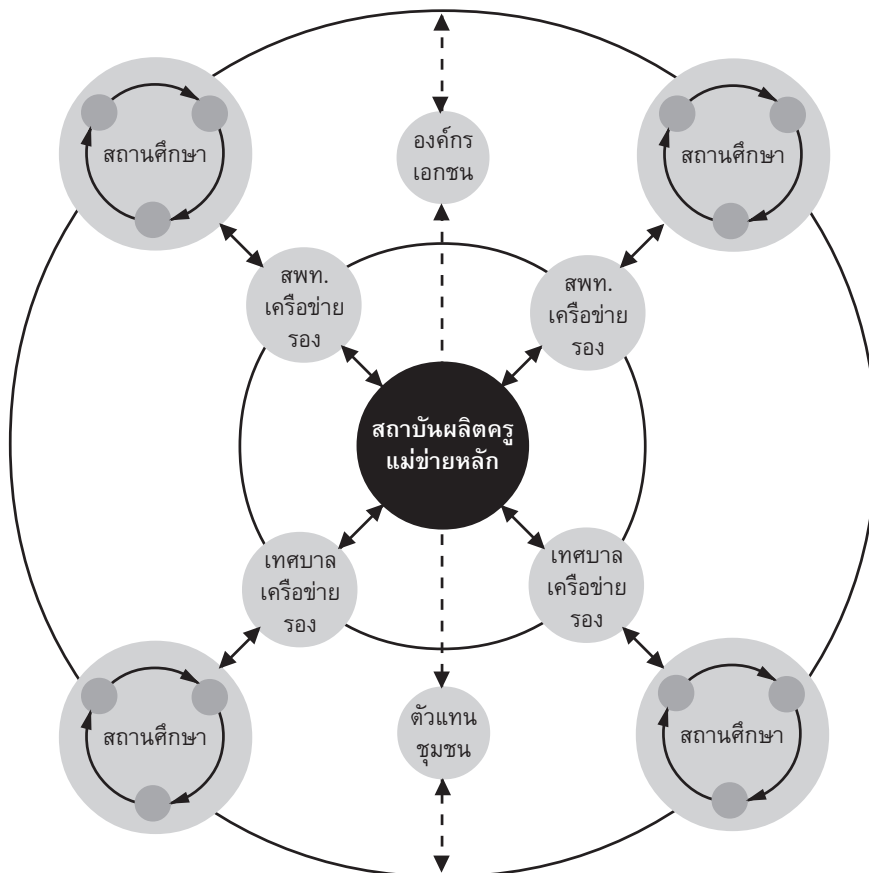 องค์กร
เอกชน
สถานศึกษา
สถานศึกษา
สพท.
เครือข่าย
รอง
สพท.
เครือข่าย
รอง
สถาบันผลิตครู
แม่ข่ายหลัก
เทศบาล
เครือข่าย
รอง
เทศบาล
เครือข่าย
รอง
ตัวแทน
ชุมชน
สถานศึกษา
สถานศึกษา